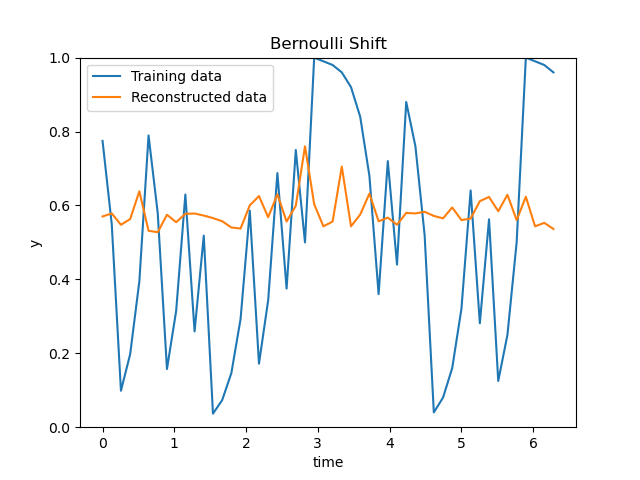 Bernoulli Shift
Training data
Reconstructed data
1.0
0.8
0.6
0.4
0.2
0.0
y
0 1 2 3 4 5 6
time